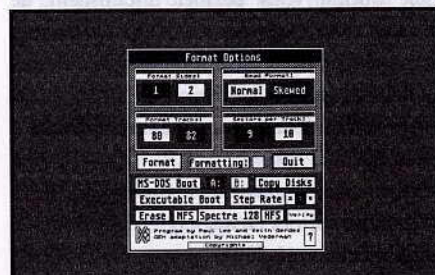 Format Options
Format Sides:
Read Format:
1 2
Normal Skewed
Format Tracks:
Sectors per Track:
80 82
9 10
Format Formatting: Quit
MS-DOS Boot A: B: Copy Disks
Executable Boot Step Rate
Erase MFS Spectre 128 HFS Verify
Program by Paul Lee and Keith Gerdes
GEM adaptation by Michael Vederman
Copyrights
?